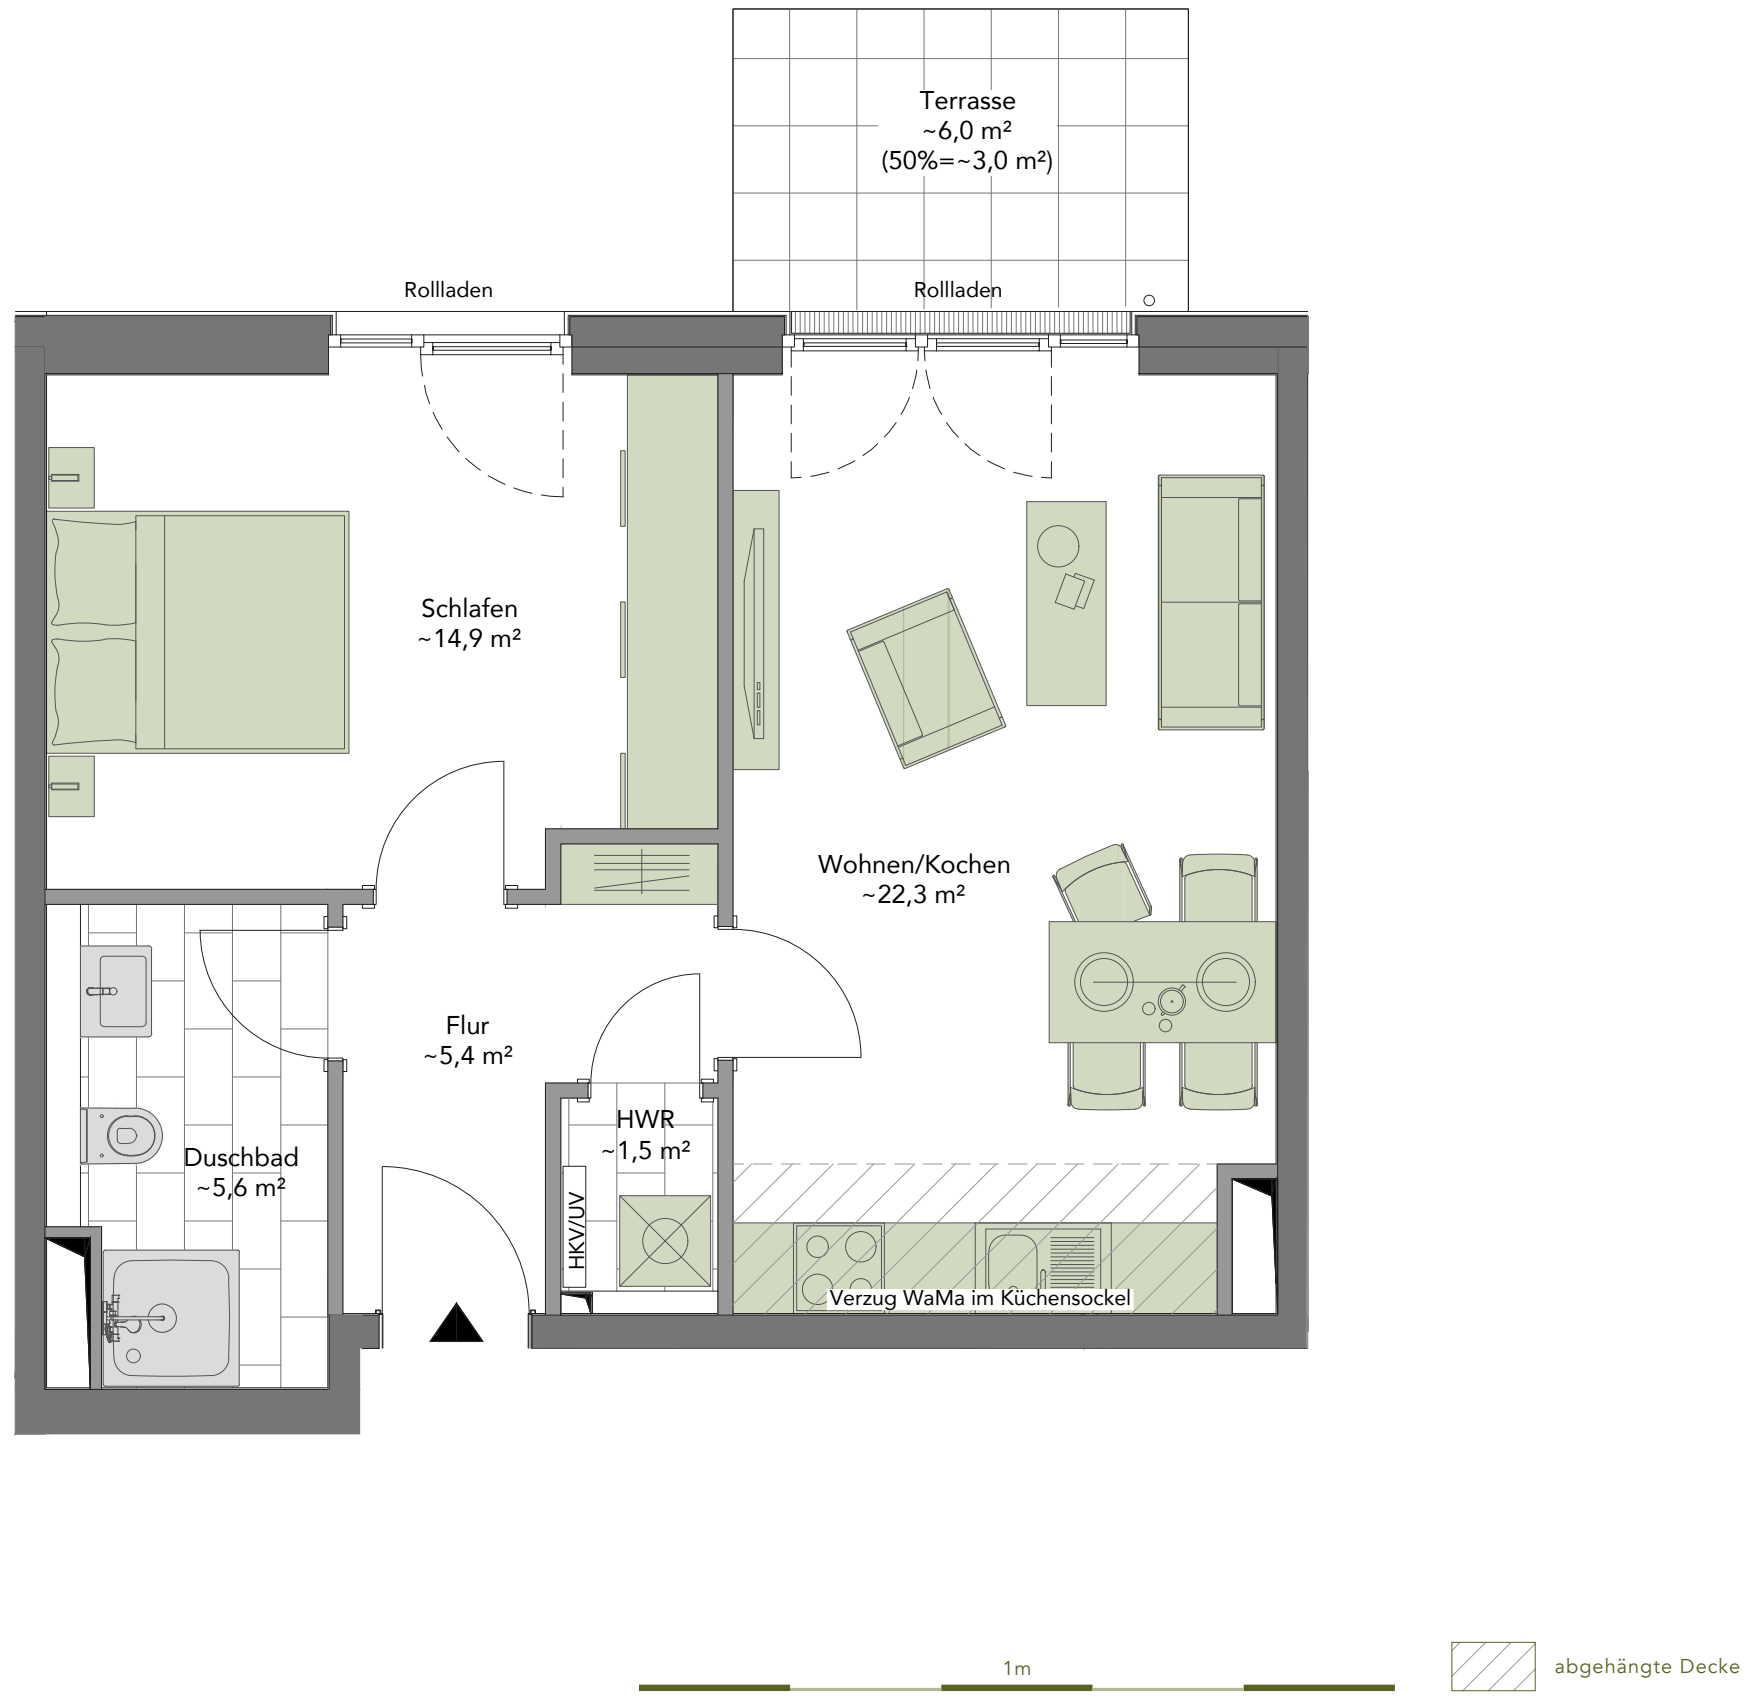 Terrasse
~6,0 m²
(50%=~3,0 m²)
Rollladen
Rollladen
Schlafen
~14,9 m²
Wohnen/Kochen
~22,3 m²
Flur
~5,4 m²
HWR
~1,5 m²
Duschbad
~5,6 m²
HKV/UV
Verzug WaMa im Küchensockel
1m
abgehängte Decke